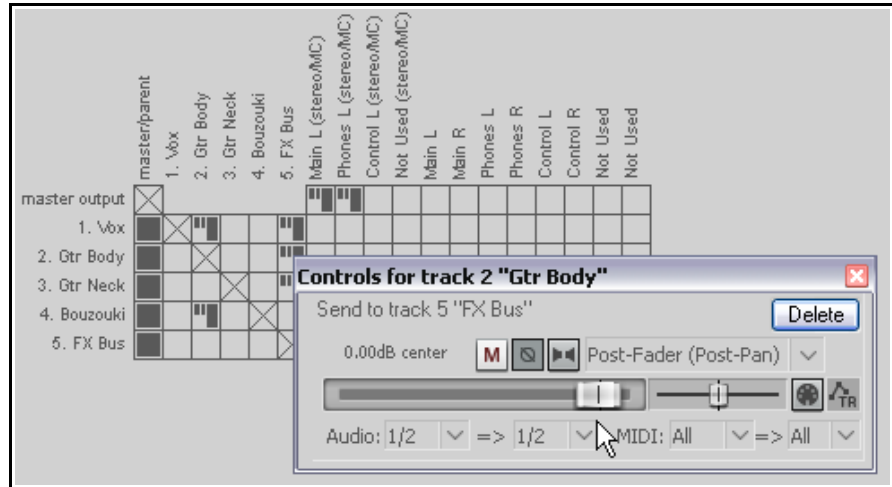 master/parent
1. Vox
2. Gtr Body
3. Gtr Neck
4. Bouzouki
5. FX Bus
Main L (stereo/MC)
Phones L (stereo/MC)
Control L (stereo/MC)
Not Used (stereo/MC)
Main L
Main R
Phones L
Phones R
Control L
Control R
Not Used
Not Used
master output
1. Vox
2. Gtr Body
3. Gtr Neck
4. Bouzouki
5. FX Bus
Controls for track 2 "Gtr Body"
Send to track 5 "FX Bus"
Delete
0.00dB center M Post-Fader (Post-Pan)
TR
Audio: 1/2 => 1/2 MIDI: All => All